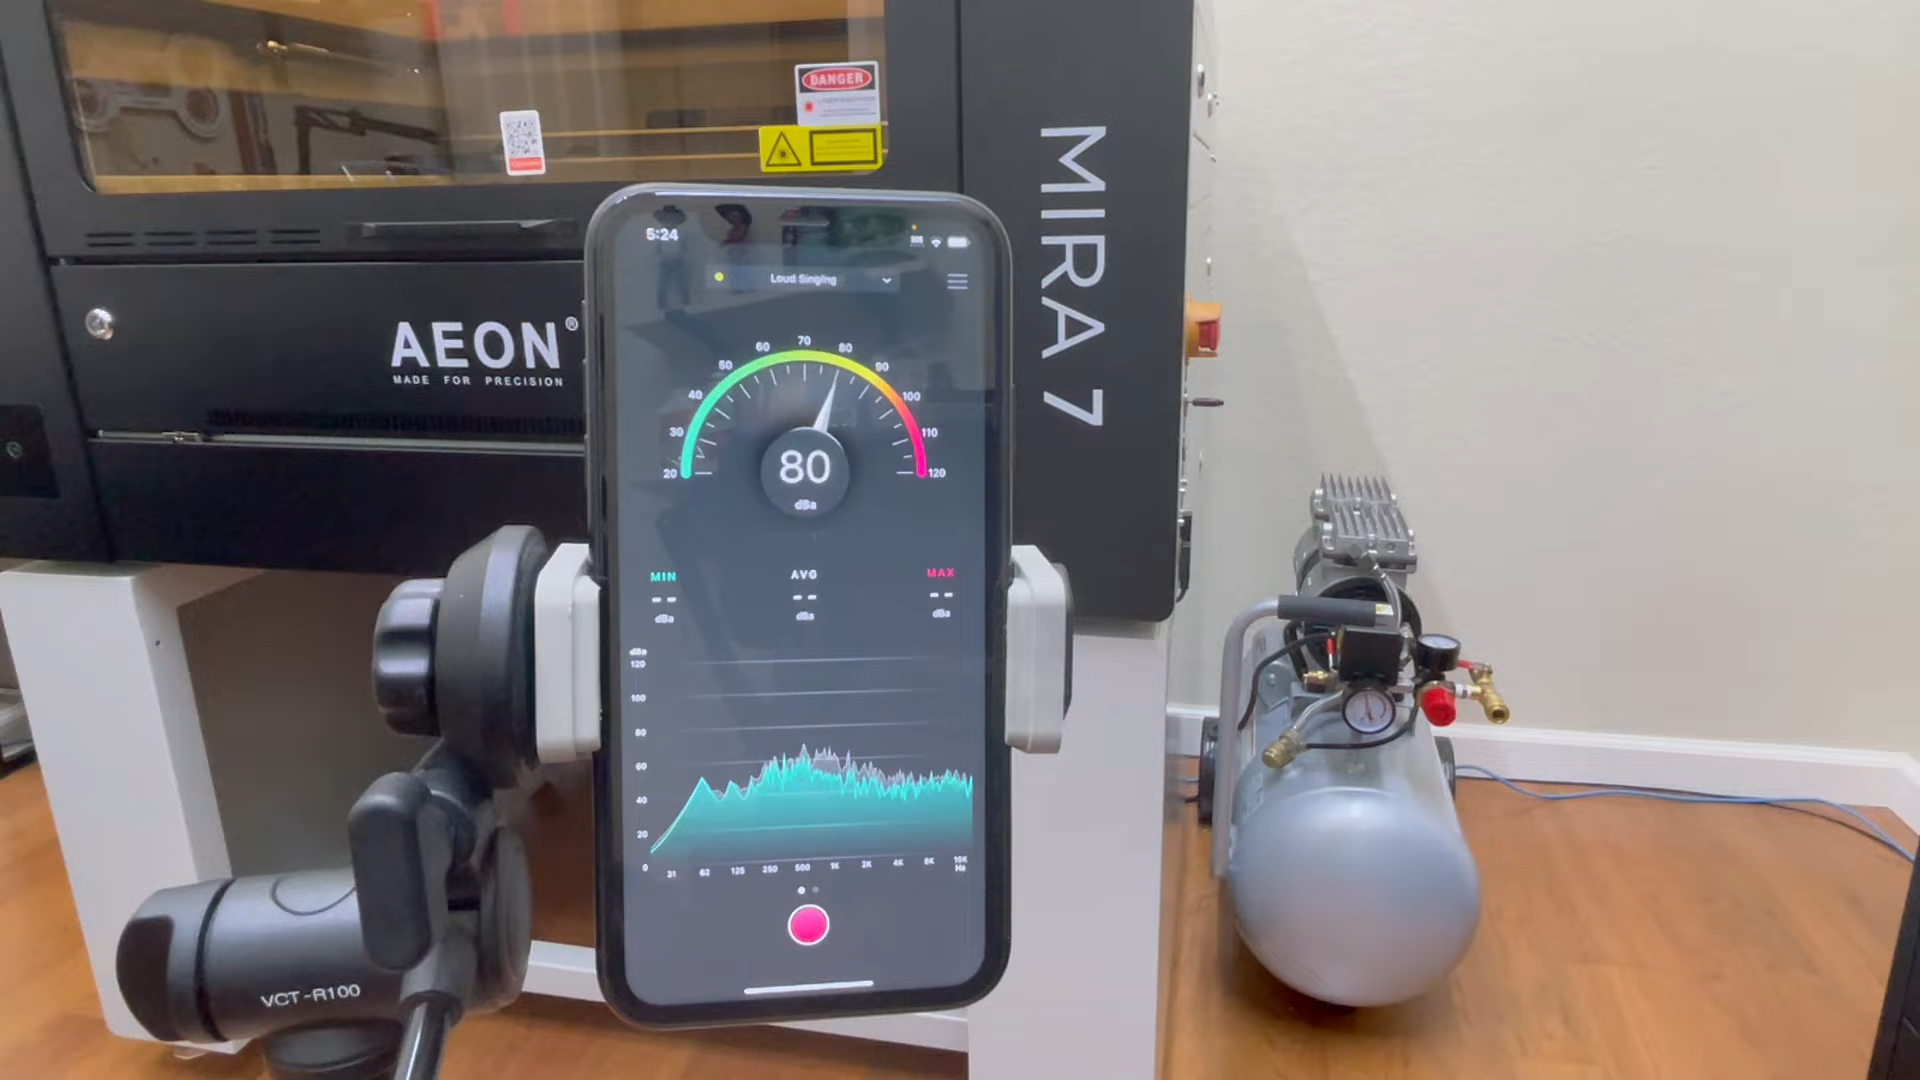 DANGER
MIRA 7
5:24
SOS
Loud Singing
AEON®
MADE FOR PRECISION
20
30
40
50
60
70
80
90
100
110
120
80
dBa
MIN
AVG
MAX
--
--
--
dBa
dBa
dBa
dBa
120
100
80
60
40
20
0
31
62
125
250
500
1K
2K
4K
8K
16K
Hz
VCT-R100